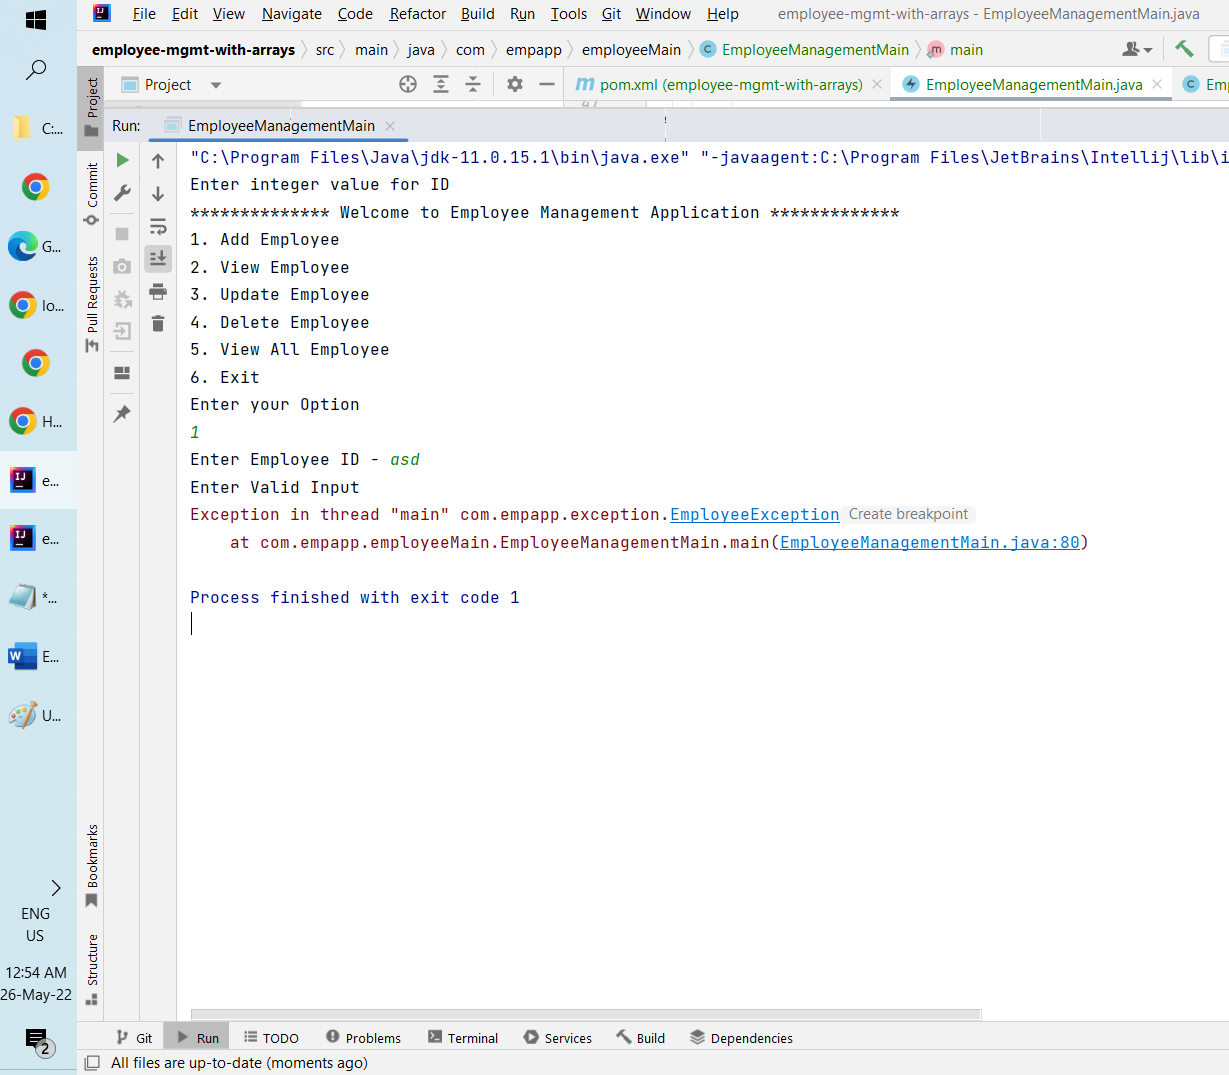 File Edit View Navigate Code Refactor Build Run Tools Git Window Help employee-mgmt-with-arrays - EmployeeManagementMain.java
employee-mgmt-with-arrays src main java com empapp employeeMain EmployeeManagementMain main
Project pom.xml (employee-mgmt-with-arrays) EmployeeManagementMain.java Em
Run: EmployeeManagementMain
"C:\Program Files\Java\jdk-11.0.15.1\bin\java.exe" "-javaagent:C:\Program Files\JetBrains\Intellij\lib\i
Enter integer value for ID
************** Welcome to Employee Management Application *************
1. Add Employee
2. View Employee
3. Update Employee
4. Delete Employee
5. View All Employee
6. Exit
Enter your Option
1
Enter Employee ID - asd
Enter Valid Input
Exception in thread "main" com.empapp.exception.EmployeeException Create breakpoint
at com.empapp.employeeMain.EmployeeManagementMain.main(EmployeeManagementMain.java:80)
Process finished with exit code 1
Project
Commit
Pull Requests
Bookmarks
Structure
C:...
G...
lo...
H...
e...
e...
*...
E...
U...
ENG
US
12:54 AM
26-May-22
2
Git Run TODO Problems Terminal Services Build Dependencies
All files are up-to-date (moments ago)